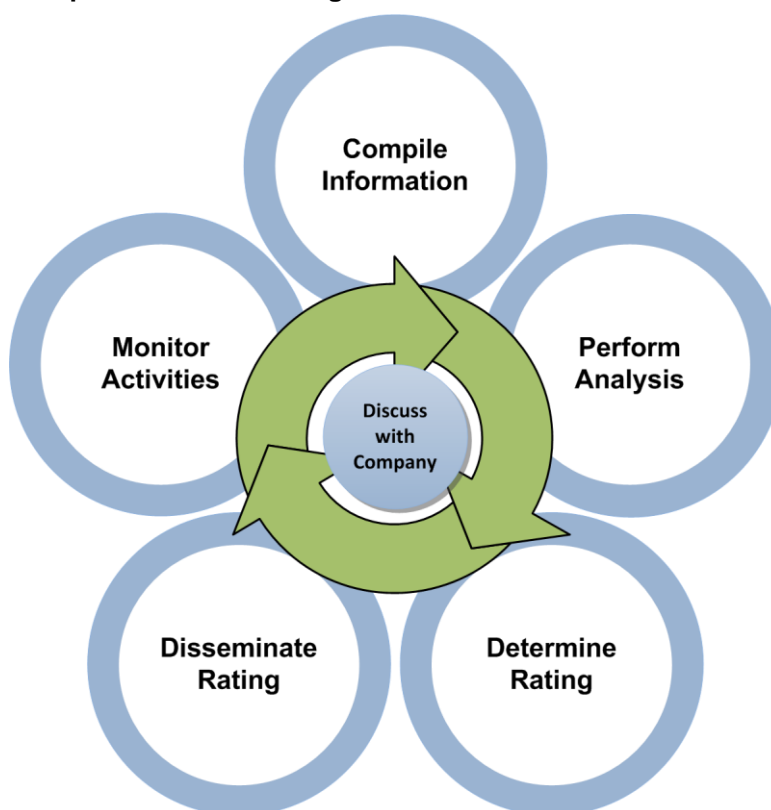 Compile
Information
Monitor
Activities
Perform
Analysis
Discuss
with
Company
Disseminate
Rating
Determine
Rating